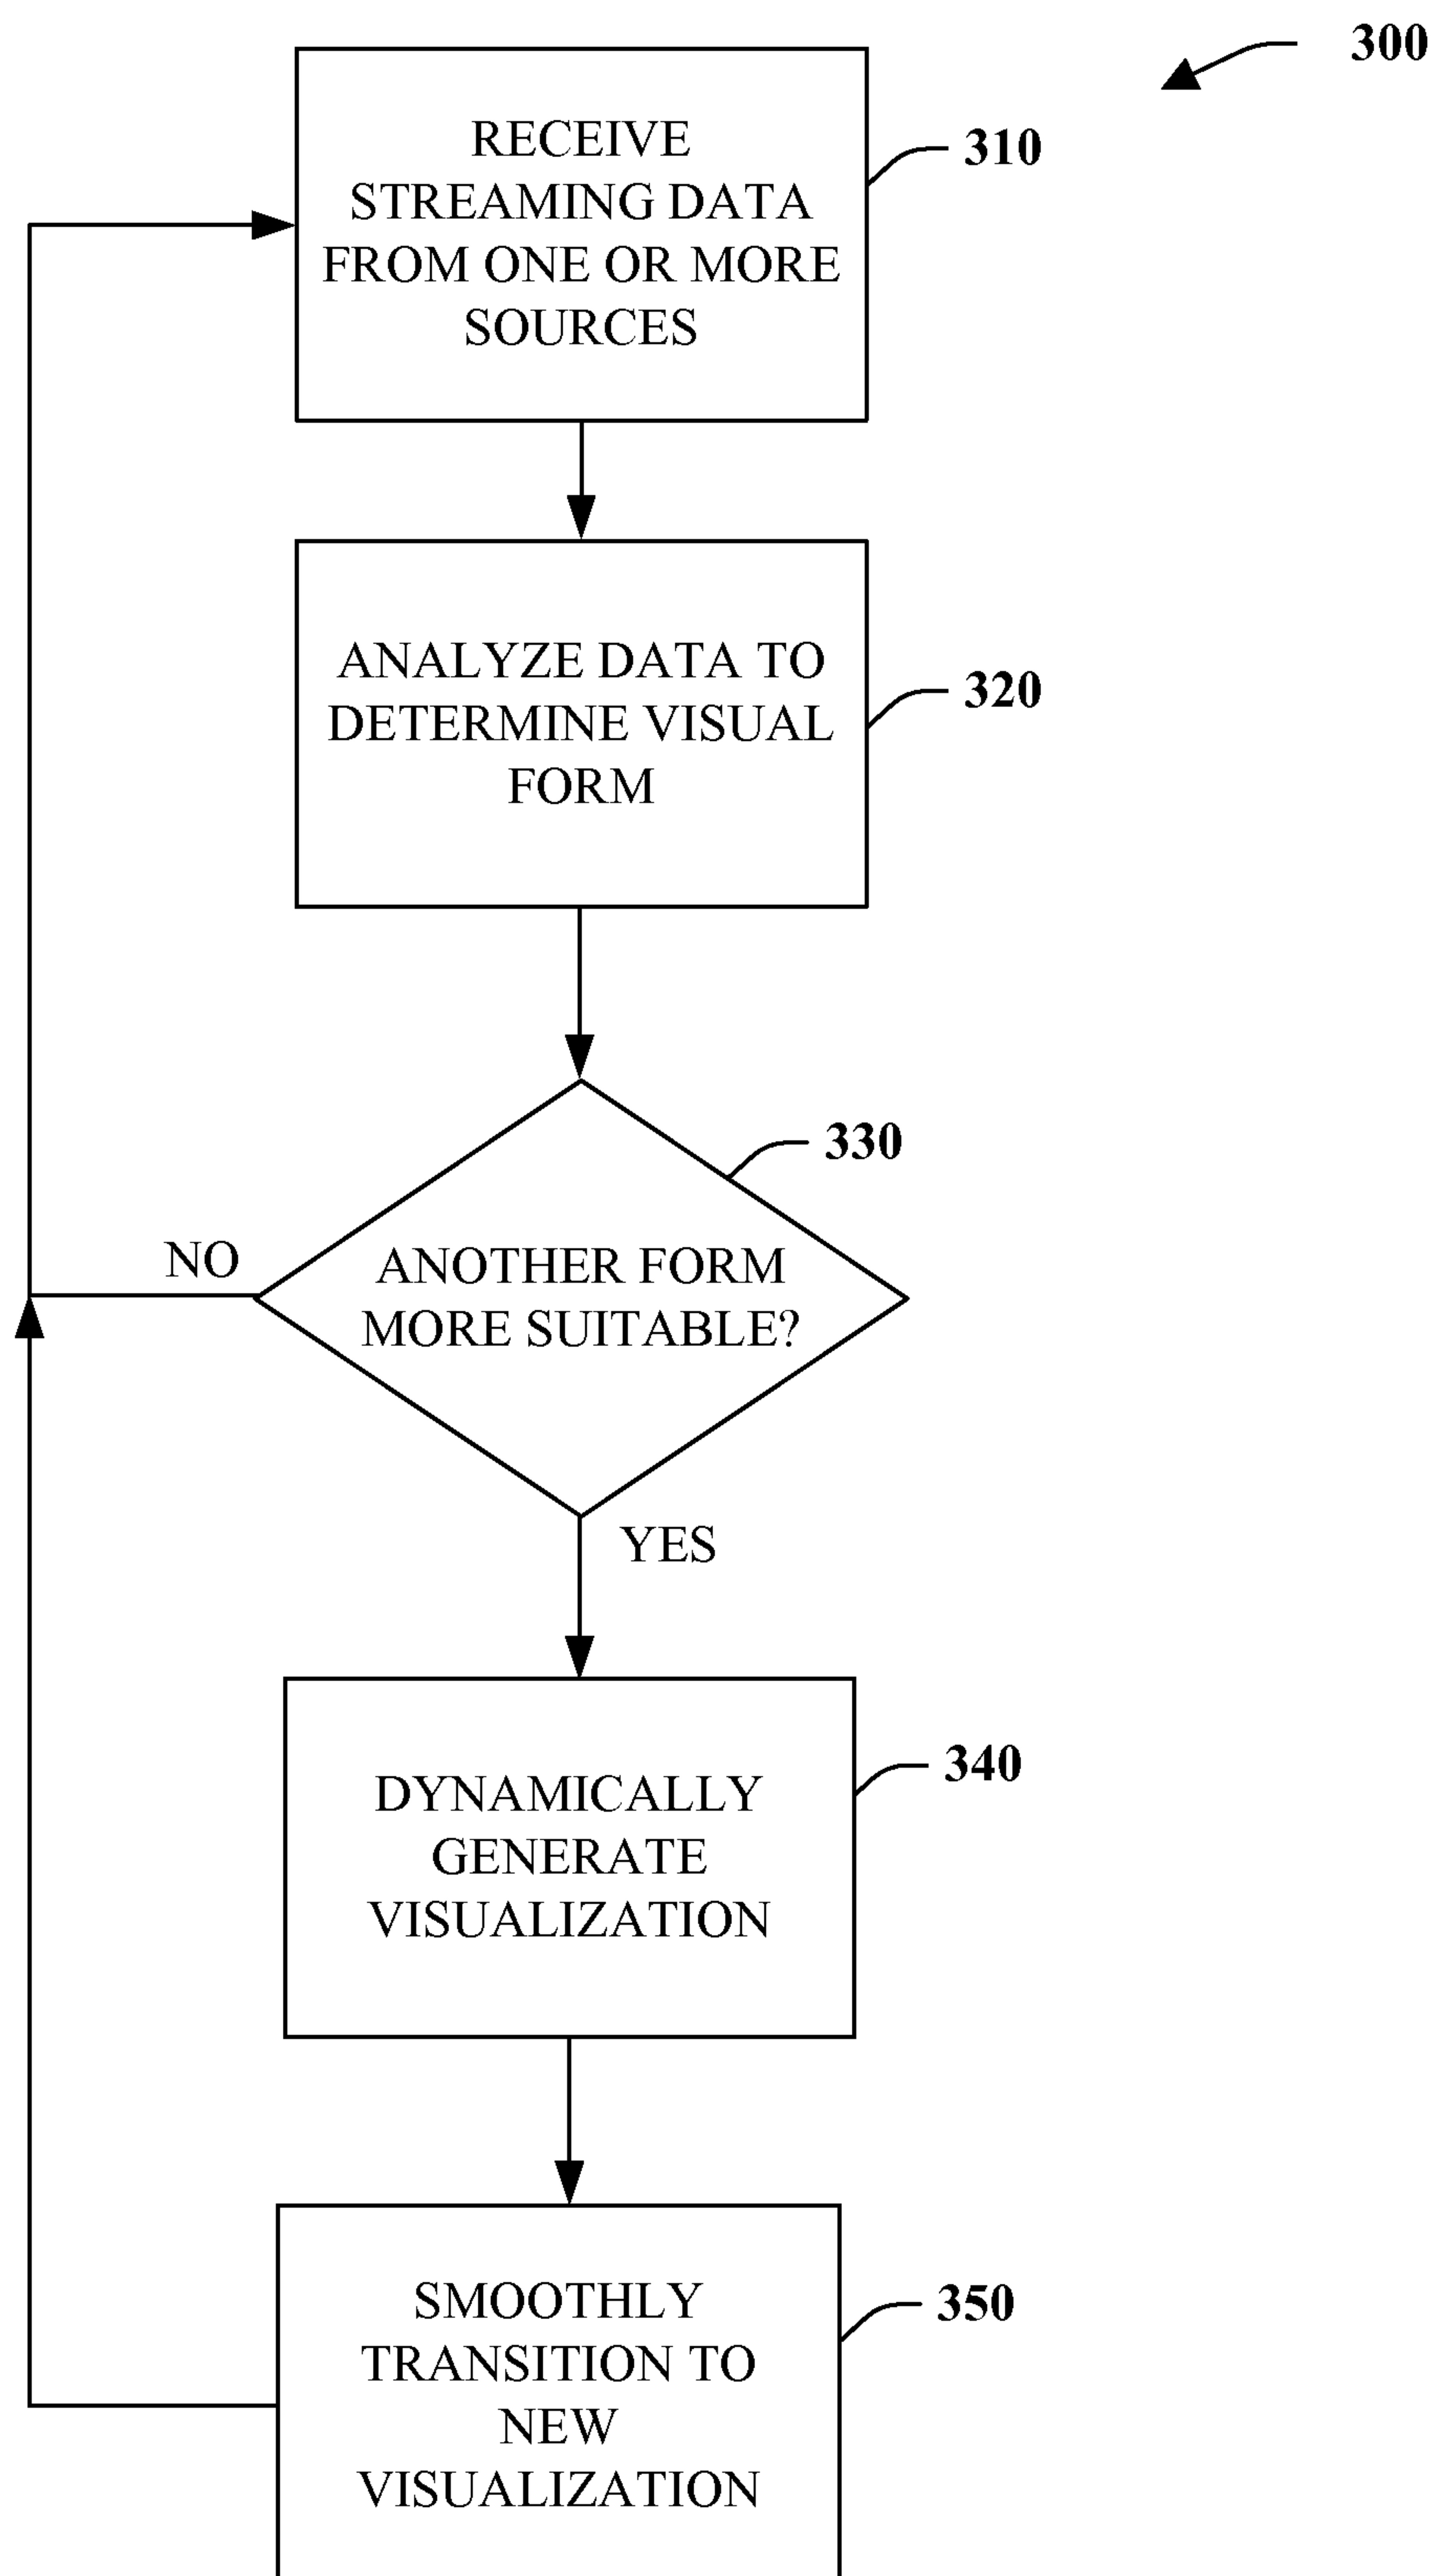 300
RECEIVE
STREAMING DATA
FROM ONE OR MORE
SOURCES
310
ANALYZE DATA TO
DETERMINE VISUAL
FORM
320
330
ANOTHER FORM
MORE SUITABLE?
NO
YES
DYNAMICALLY
GENERATE
VISUALIZATION
340
SMOOTHLY
TRANSITION TO
NEW
VISUALIZATION
350